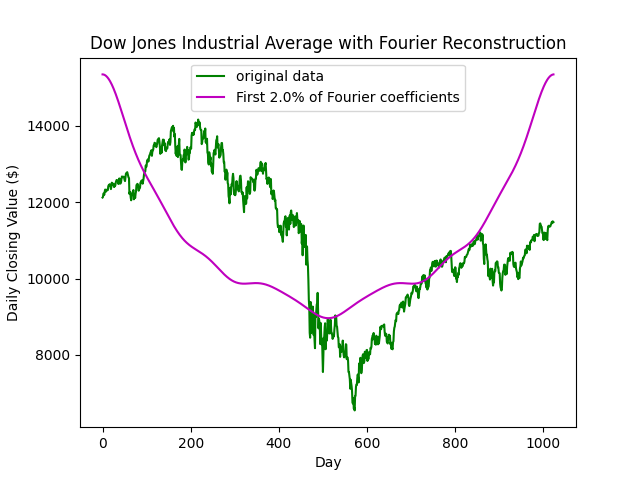 Dow Jones Industrial Average with Fourier Reconstruction
original data
First 2.0% of Fourier coefficients
Daily Closing Value ($)
14000
12000
10000
8000
0 200 400 600 800 1000
Day